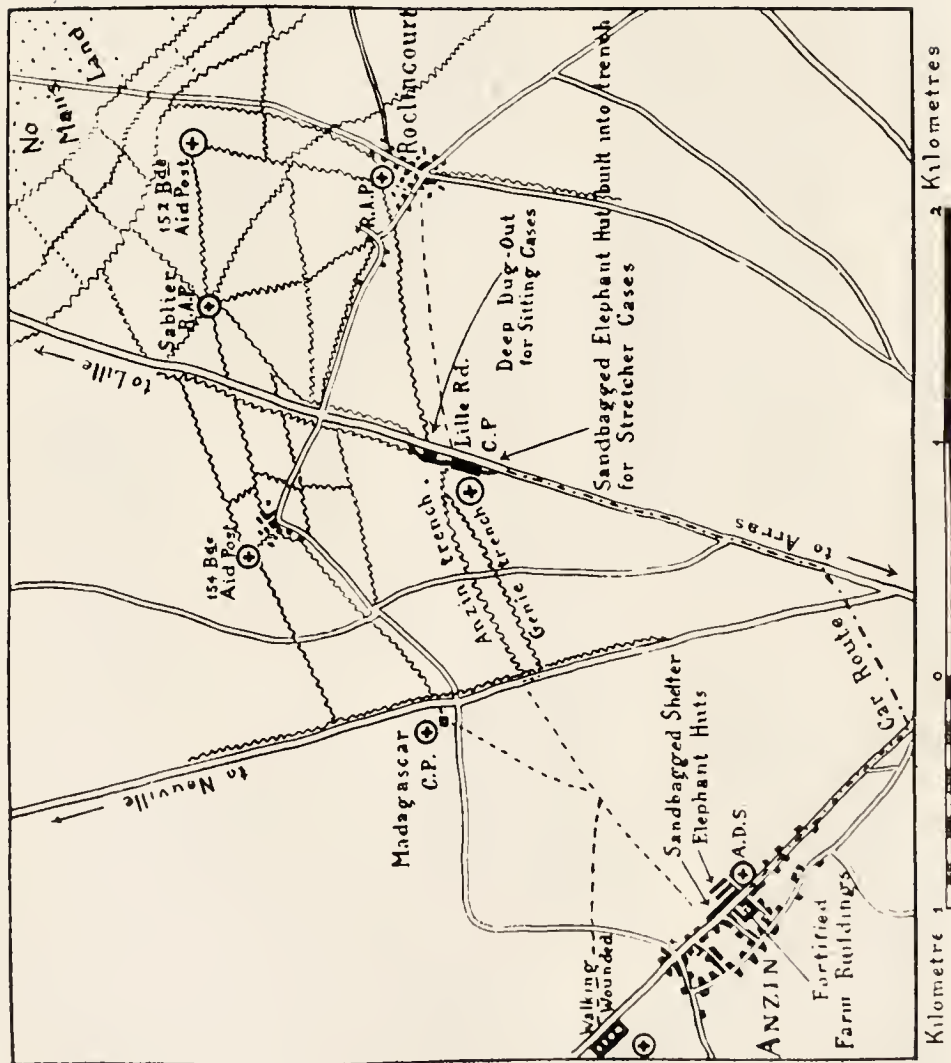 No
Man's
Land
152 Bde
Aid Post
Sablier
R.A.P.
R.A.P.
Roclincourt
to Lille
154 Bde
Aid Post
Deep Dug-Out
for Sitting Cases
Lille Rd.
C.P
Sandbagged Elephant Hut built into trench
for Stretcher Cases
Anzin trench.
Genie trench
to Arras
to Neuville
Madagascar
C.P.
Car Route
Sandbagged Shelter
Elephant Huts
A.D.S.
Walking
Wounded
ANZIN
Fortified
Farm Buildings
Kilometre 1 0 1 2 Kilometres